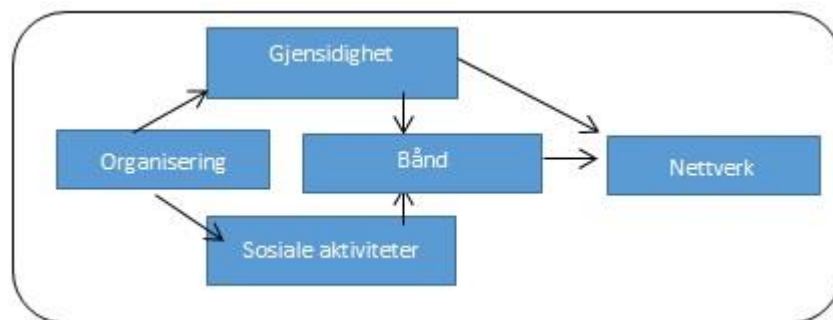 Gjensidighet
Organisering
Bånd
Nettverk
Sosiale aktiviteter